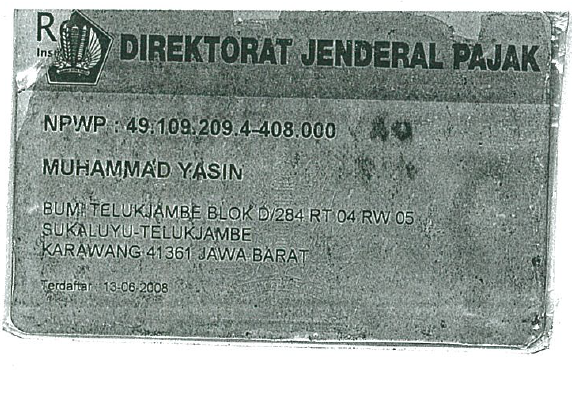 R
Ins
DIREKTORAT JENDERAL PAJAK
NPWP : 49.109.209.4-408.000
MUHAMMAD YASIN
BUMI TELUKJAMBE BLOK D/284 RT 04 RW 05
SUKALUYU-TELUKJAMBE
KARAWANG 41361 JAWA BARAT
Terdaftar : 13-06-2008